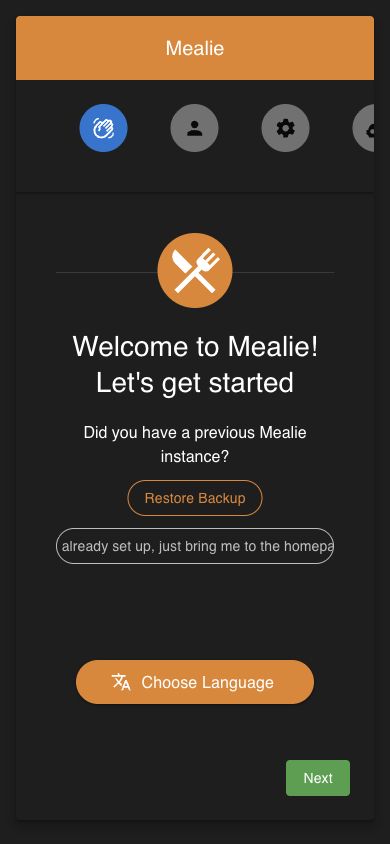 Mealie
Welcome to Mealie!
Let's get started
Did you have a previous Mealie
instance?
Restore Backup
already set up, just bring me to the homepa
Choose Language
Next